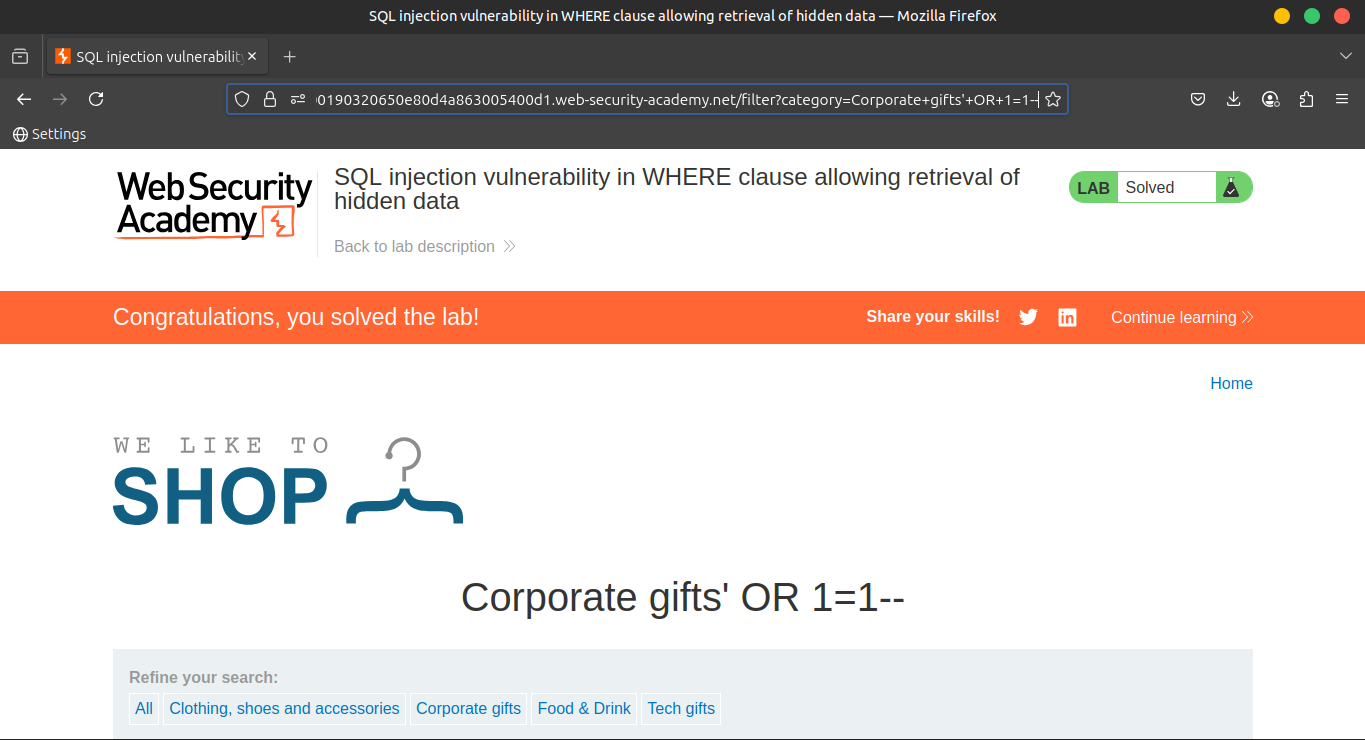 SQL injection vulnerability in WHERE clause allowing retrieval of hidden data — Mozilla Firefox
SQL injection vulnerability
Settings
0190320650e80d4a863005400d1.web-security-academy.net/filter?category=Corporate+gifts'+OR+1=1--
Web Security
Academy
SQL injection vulnerability in WHERE clause allowing retrieval of
hidden data
LAB Solved
Back to lab description
Congratulations, you solved the lab!
Share your skills!
in
Continue learning
Home
WE LIKE TO
SHOP
Corporate gifts' OR 1=1--
Refine your search:
All
Clothing, shoes and accessories
Corporate gifts
Food & Drink
Tech gifts